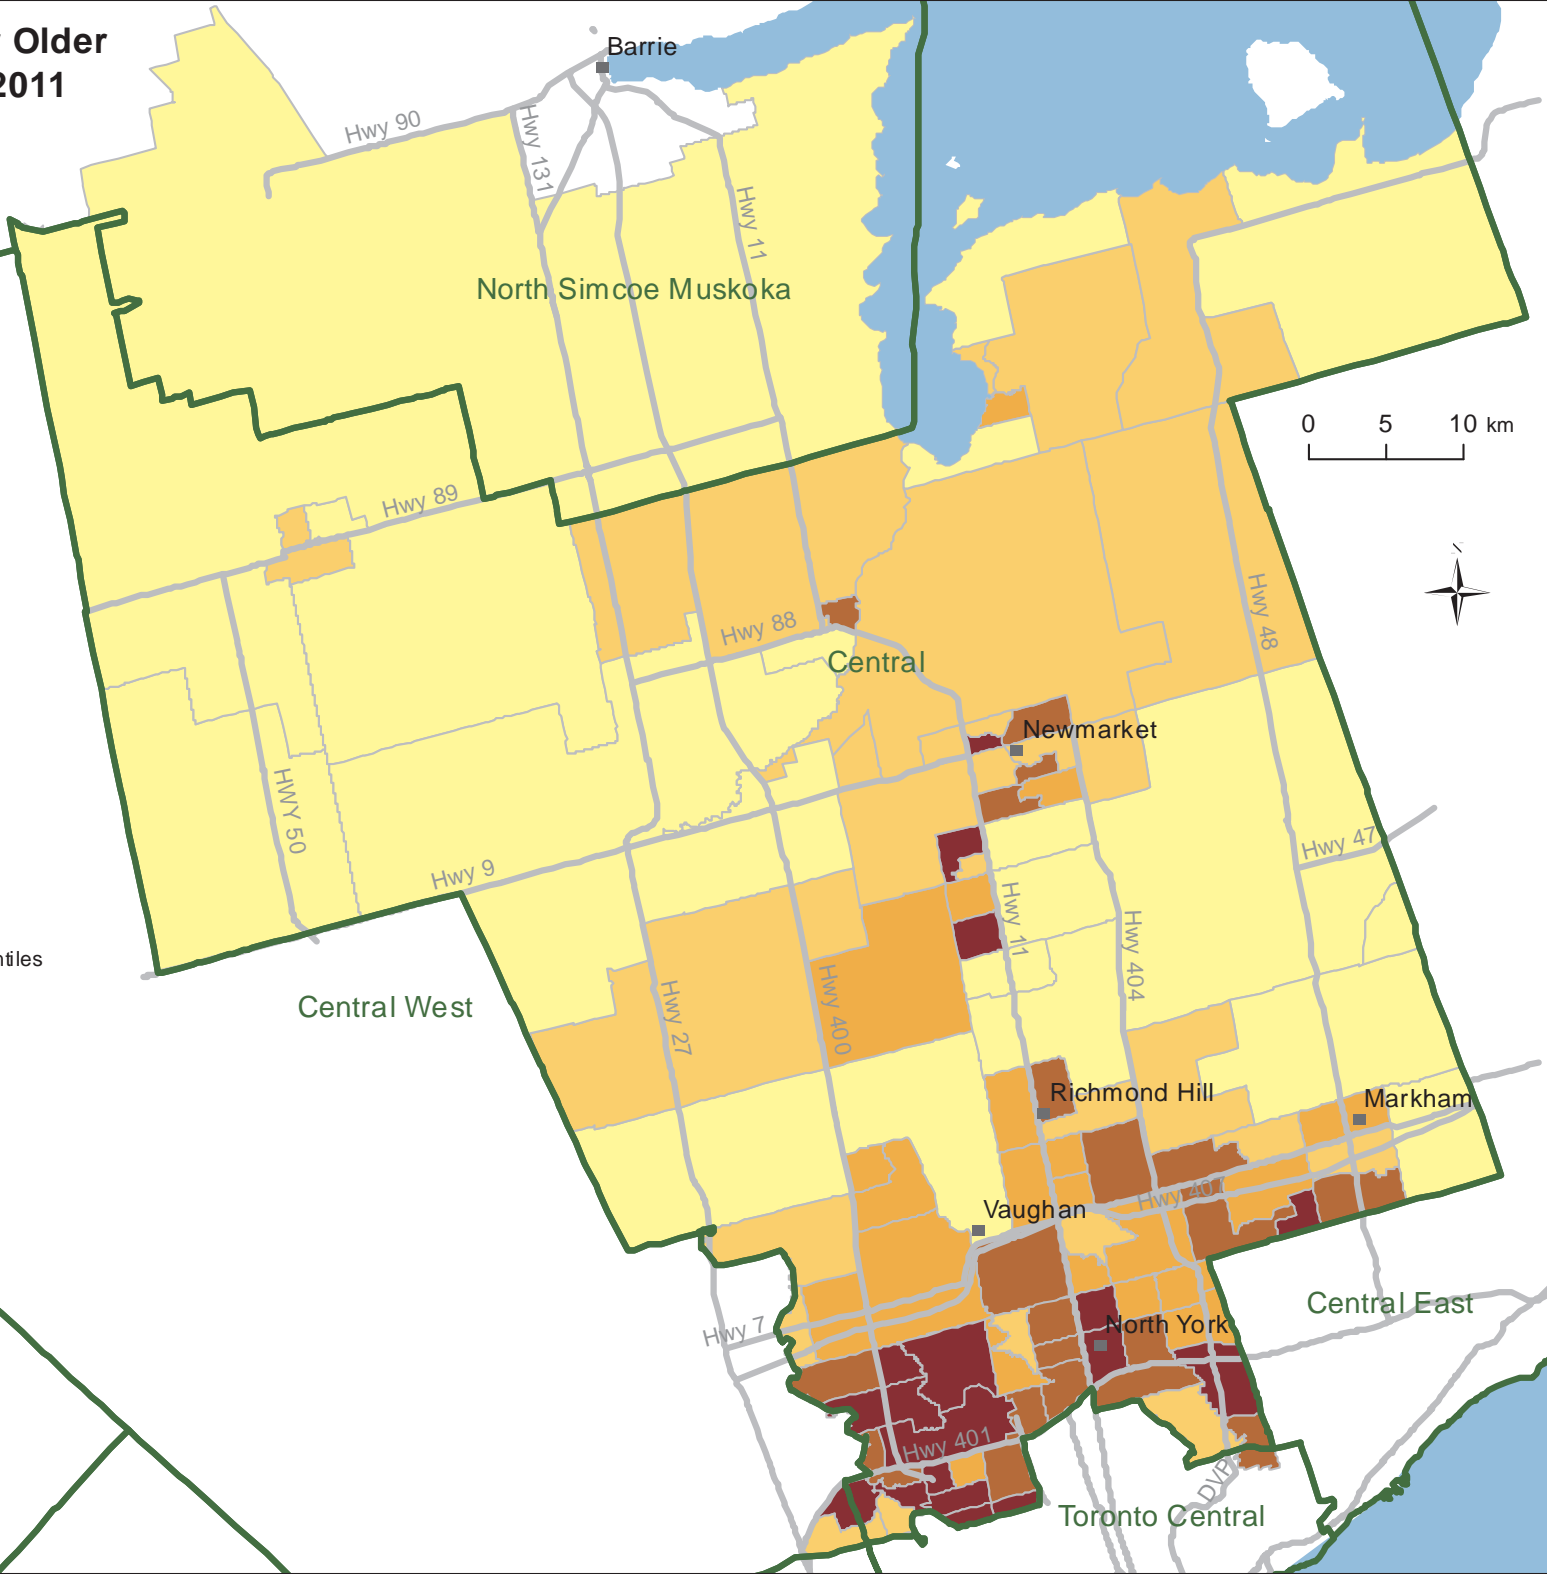 Older
2011
Barrie
Hwy 90
Hwy 131
Hwy 11
North Simcoe Muskoka
0 5 10 km
Hwy 89
N
Hwy 48
Hwy 88
Central
Newmarket
HWY 50
Hwy 47
Hwy 9
Hwy 11
Hwy 404
ntiles
Central West
Hwy 27
Hwy 400
Richmond Hill
Markham
Hwy 407
Vaughan
Central East
Hwy 7
North York
Hwy 401
DVP
Toronto Central